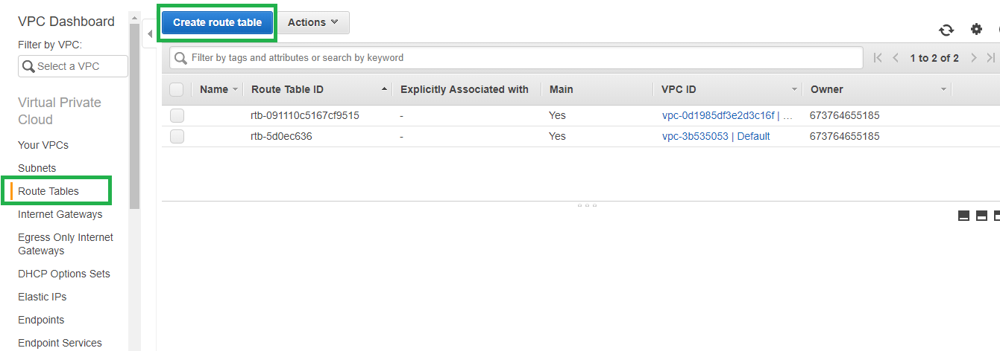 VPC Dashboard
Filter by VPC:
Select a VPC
Virtual Private
Cloud
Your VPCs
Subnets
Route Tables
Internet Gateways
Egress Only Internet
Gateways
DHCP Options Sets
Elastic IPs
Endpoints
Endpoint Services
Create route table Actions
Filter by tags and attributes or search by keyword 1 to 2 of 2
Name Route Table ID Explicitly Associated with Main VPC ID Owner
rtb-091110c5167cf9515 - Yes vpc-0d1985df3e2d3c16f | ... 673764655185
rtb-5d0ec636 - Yes vpc-3b535053 | Default 673764655185